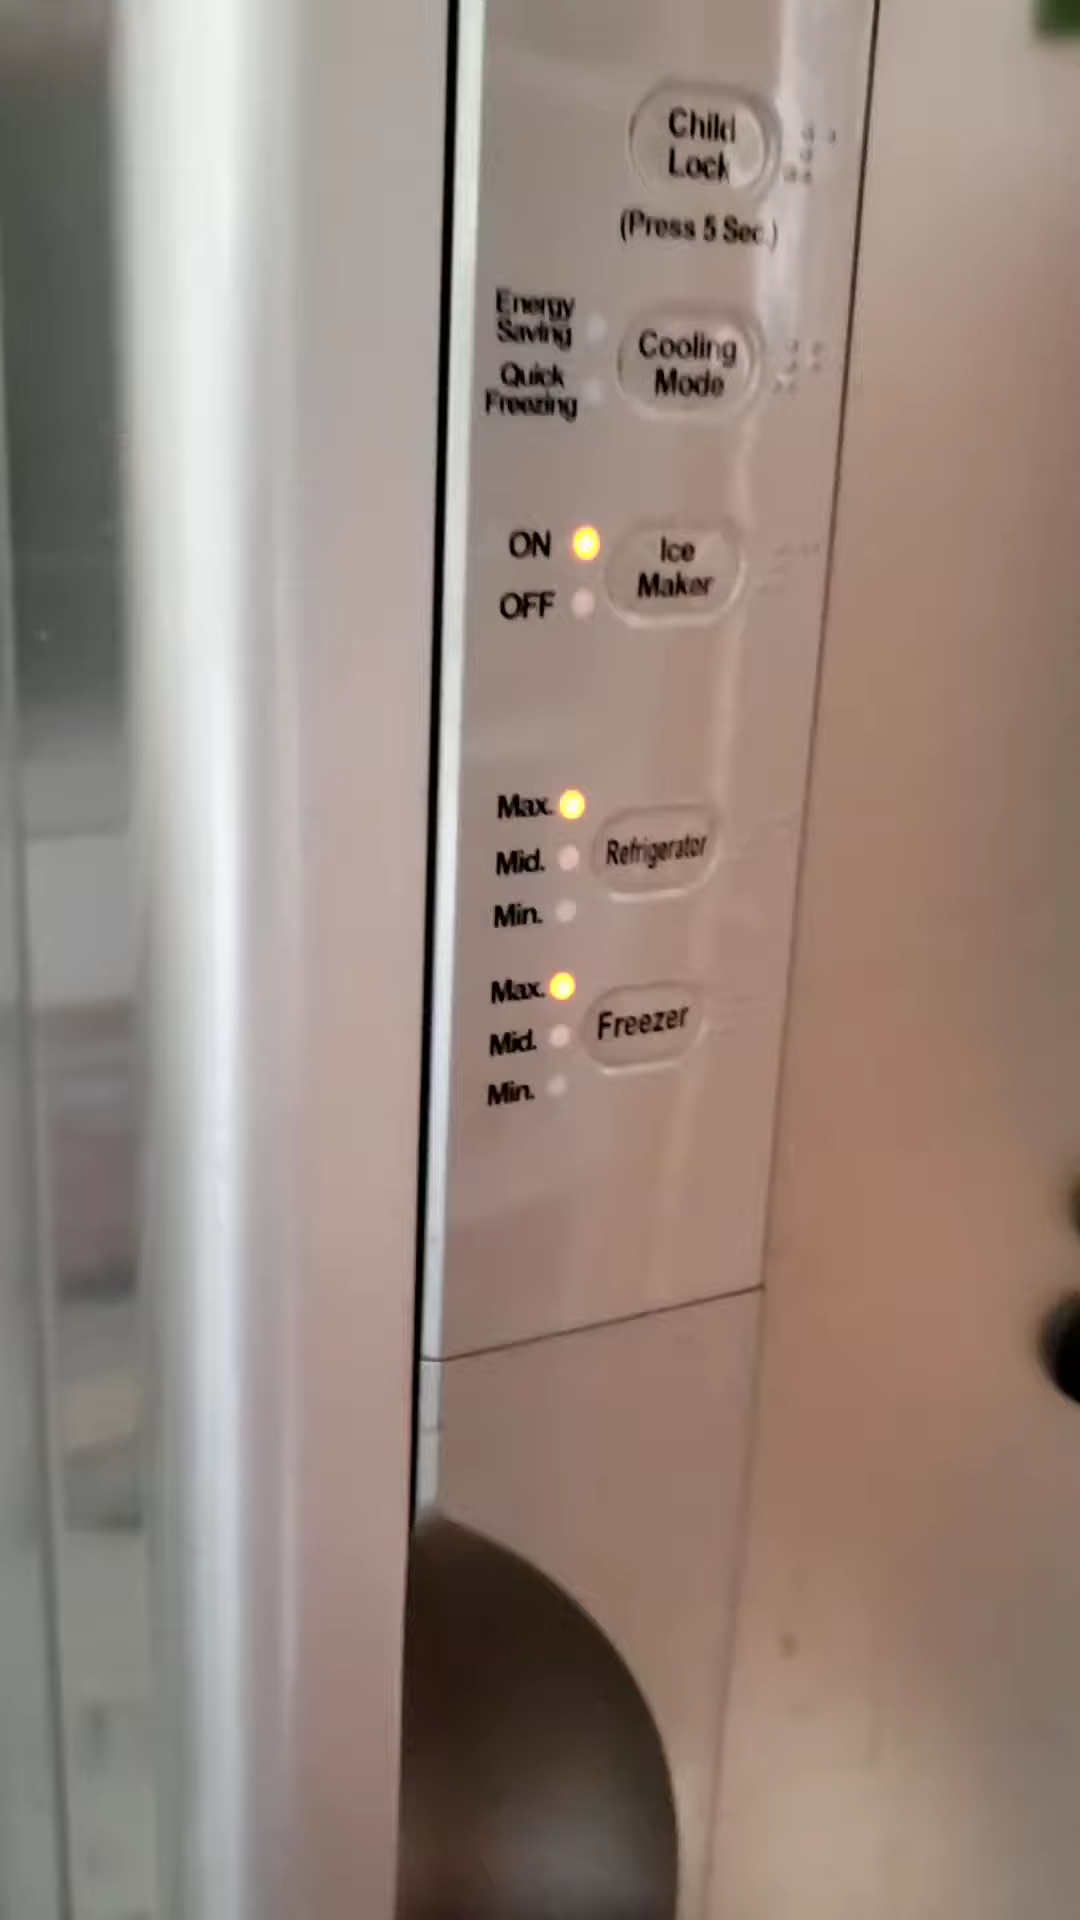 Child
Lock
(Press 5 Sec.)
Energy
Saving
Quick
Freezing
Cooling
Mode
ON
OFF
Ice
Maker
Max.
Mid.
Min.
Refrigerator
Max.
Mid.
Min.
Freezer